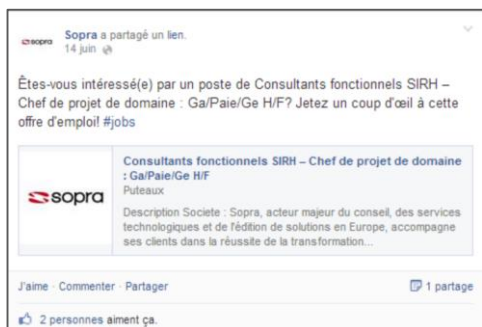 sopra
Sopra a partagé un lien.
14 juin
Êtes-vous intéressé(e) par un poste de Consultants fonctionnels SIRH –
Chef de projet de domaine : Ga/Paie/Ge H/F? Jetez un coup d'œil à cette
offre d'emploi! #jobs
sopra
Consultants fonctionnels SIRH – Chef de projet de domaine
: Ga/Paie/Ge H/F
Puteaux
Description Societe : Sopra, acteur majeur du conseil, des services
technologiques et de l'édition de solutions en Europe, accompagne
ses clients dans la réussite de la transformation...
J'aime · Commenter · Partager
1 partage
2 personnes aiment ça.